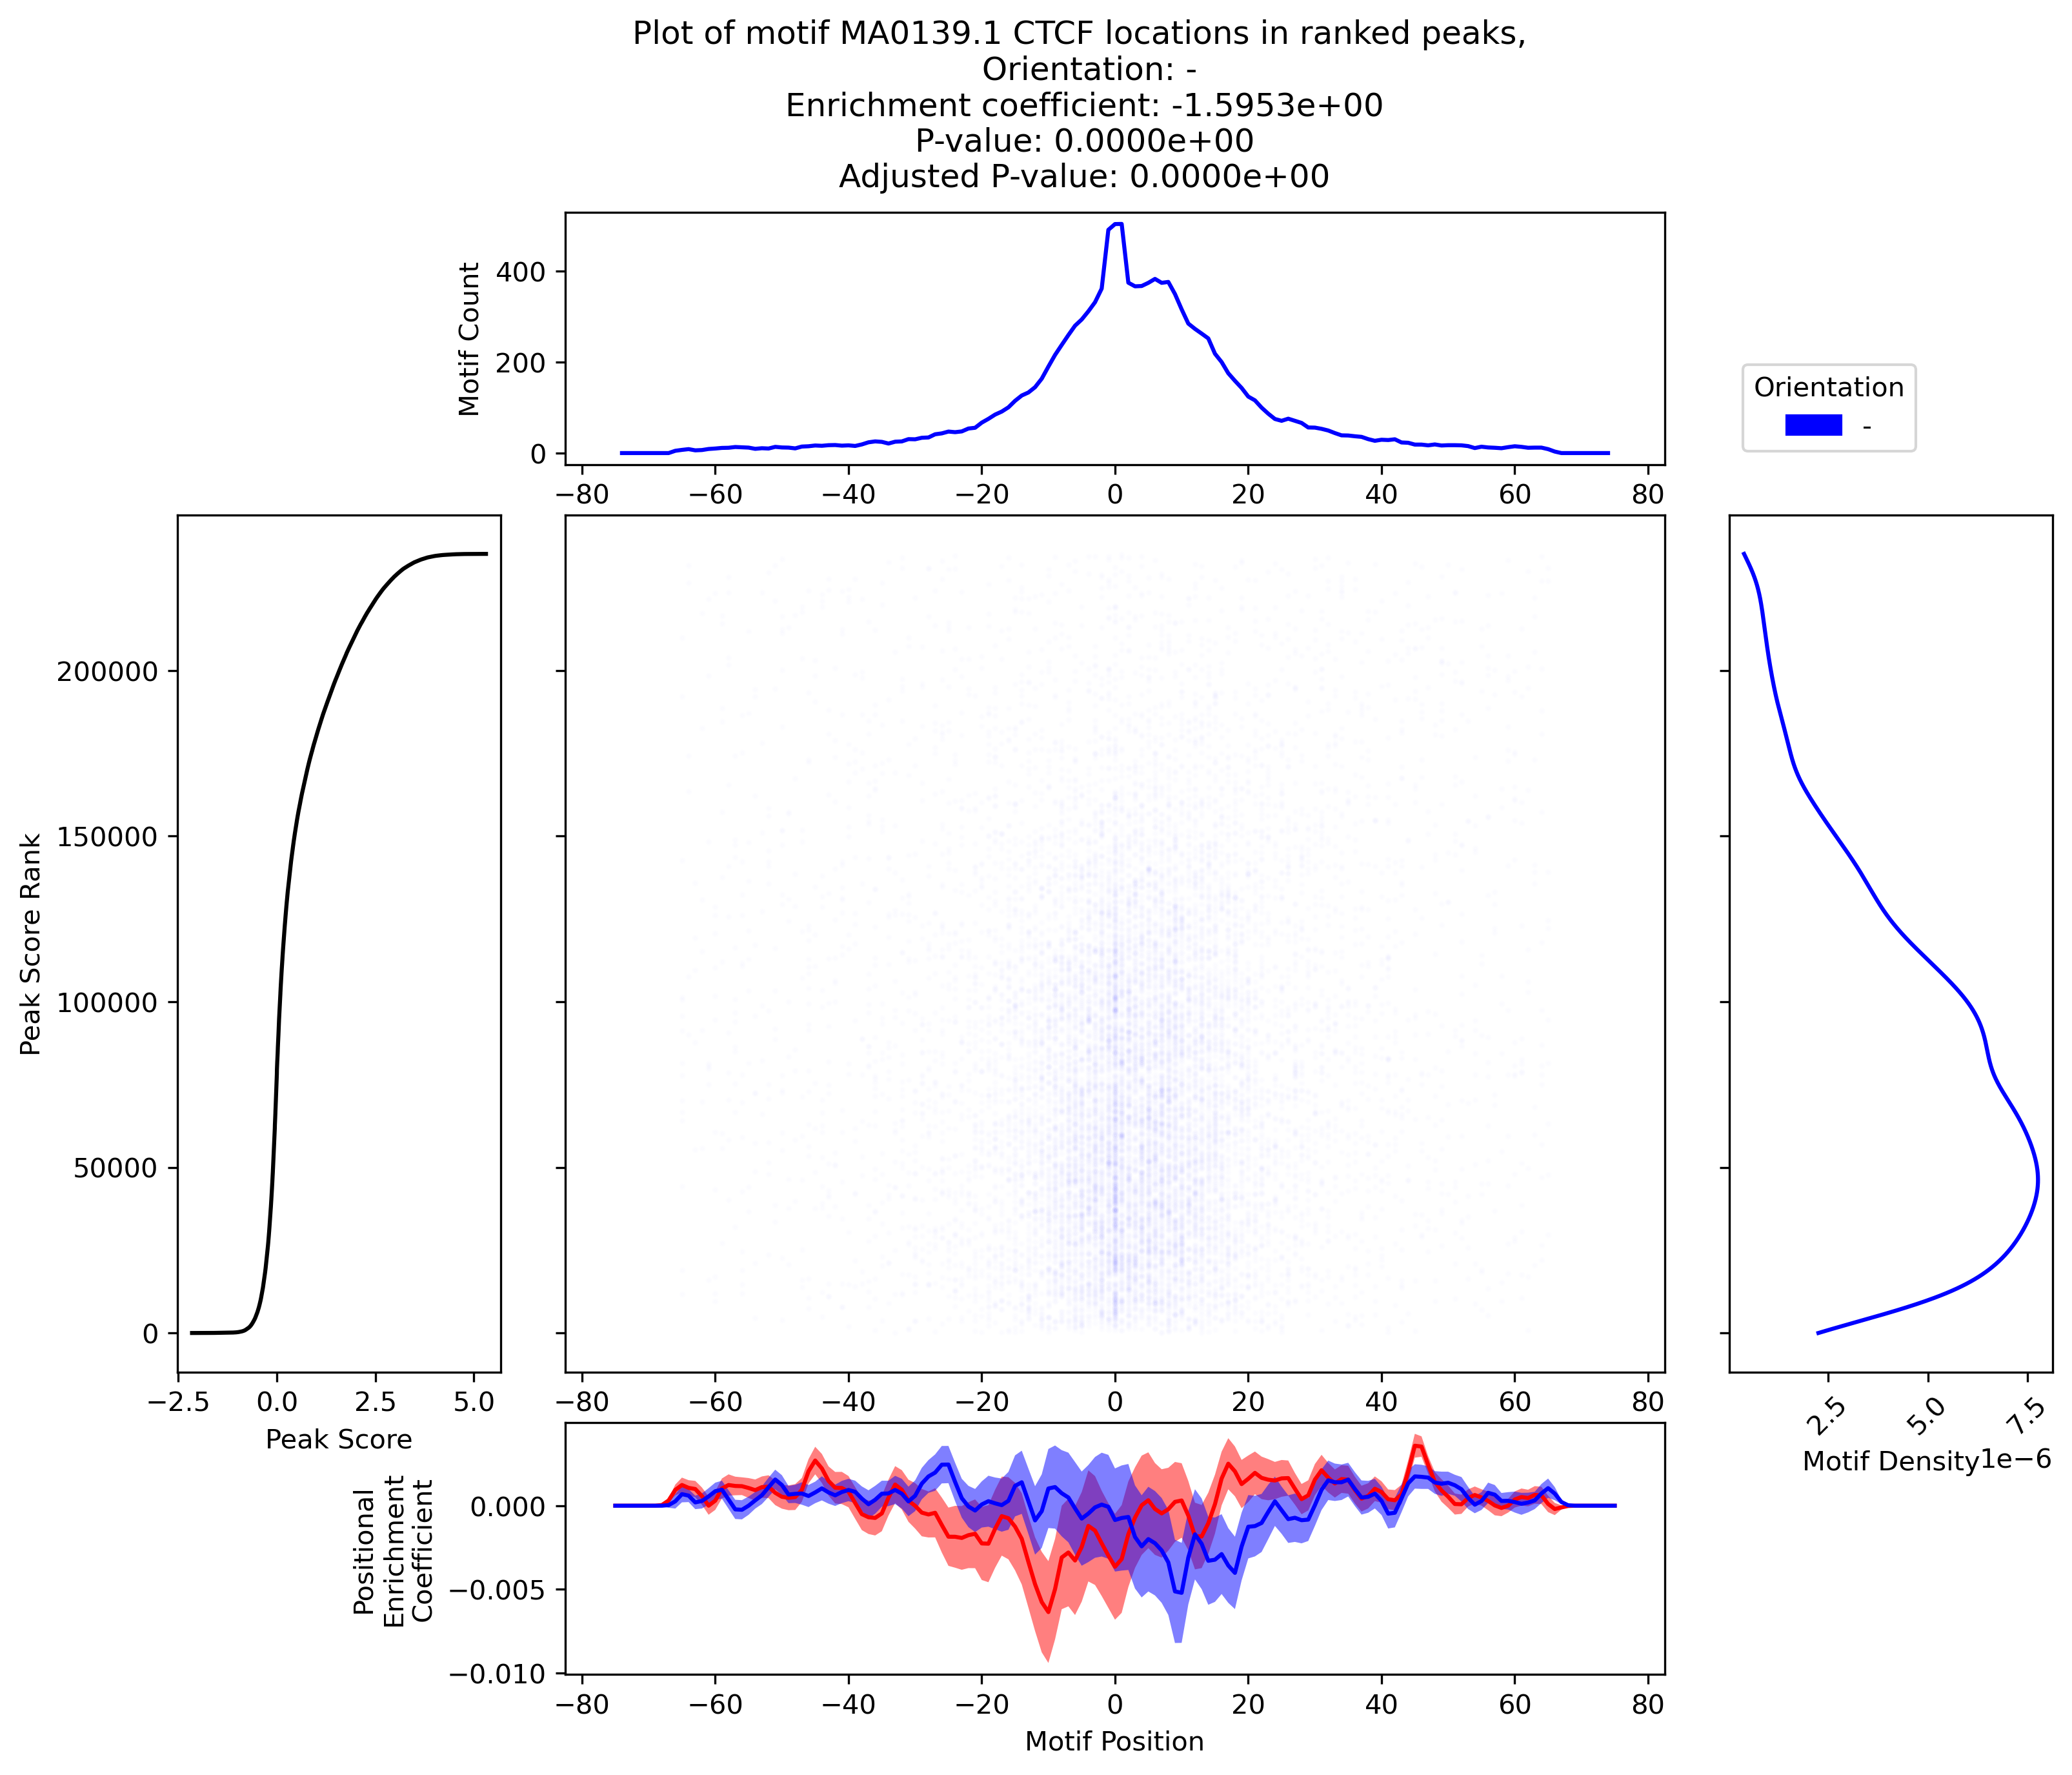 Plot of motif MA0139.1 CTCF locations in ranked peaks,
Orientation: -
Enrichment coefficient: -1.5953e+00
P-value: 0.0000e+00
Adjusted P-value: 0.0000e+00
Motif Count
400
200
0
−80 −60 −40 −20 0 20 40 60 80
Orientation
-
Peak Score Rank
200000
150000
100000
50000
0
−2.5 0.0 2.5 5.0
Peak Score
−80 −60 −40 −20 0 20 40 60 80
2.5 5.0 7.5
Motif Density
1e−6
Positional
Enrichment
Coefficient
0.000
−0.005
−0.010
−80 −60 −40 −20 0 20 40 60 80
Motif Position